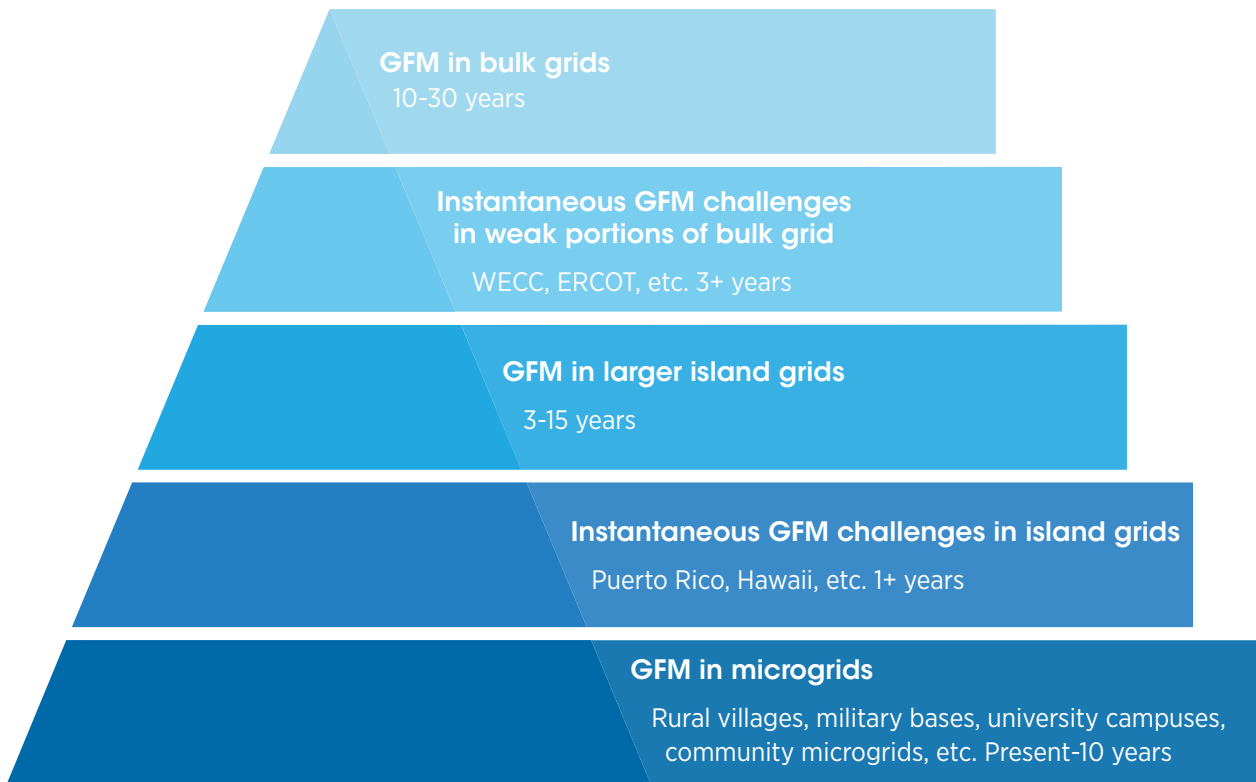 GFM in bulk grids
10-30 years
Instantaneous GFM challenges
in weak portions of bulk grid
WECC, ERCOT, etc. 3+ years
GFM in larger island grids
3-15 years
Instantaneous GFM challenges in island grids
Puerto Rico, Hawaii, etc. 1+ years
GFM in microgrids
Rural villages, military bases, university campuses,
community microgrids, etc. Present-10 years